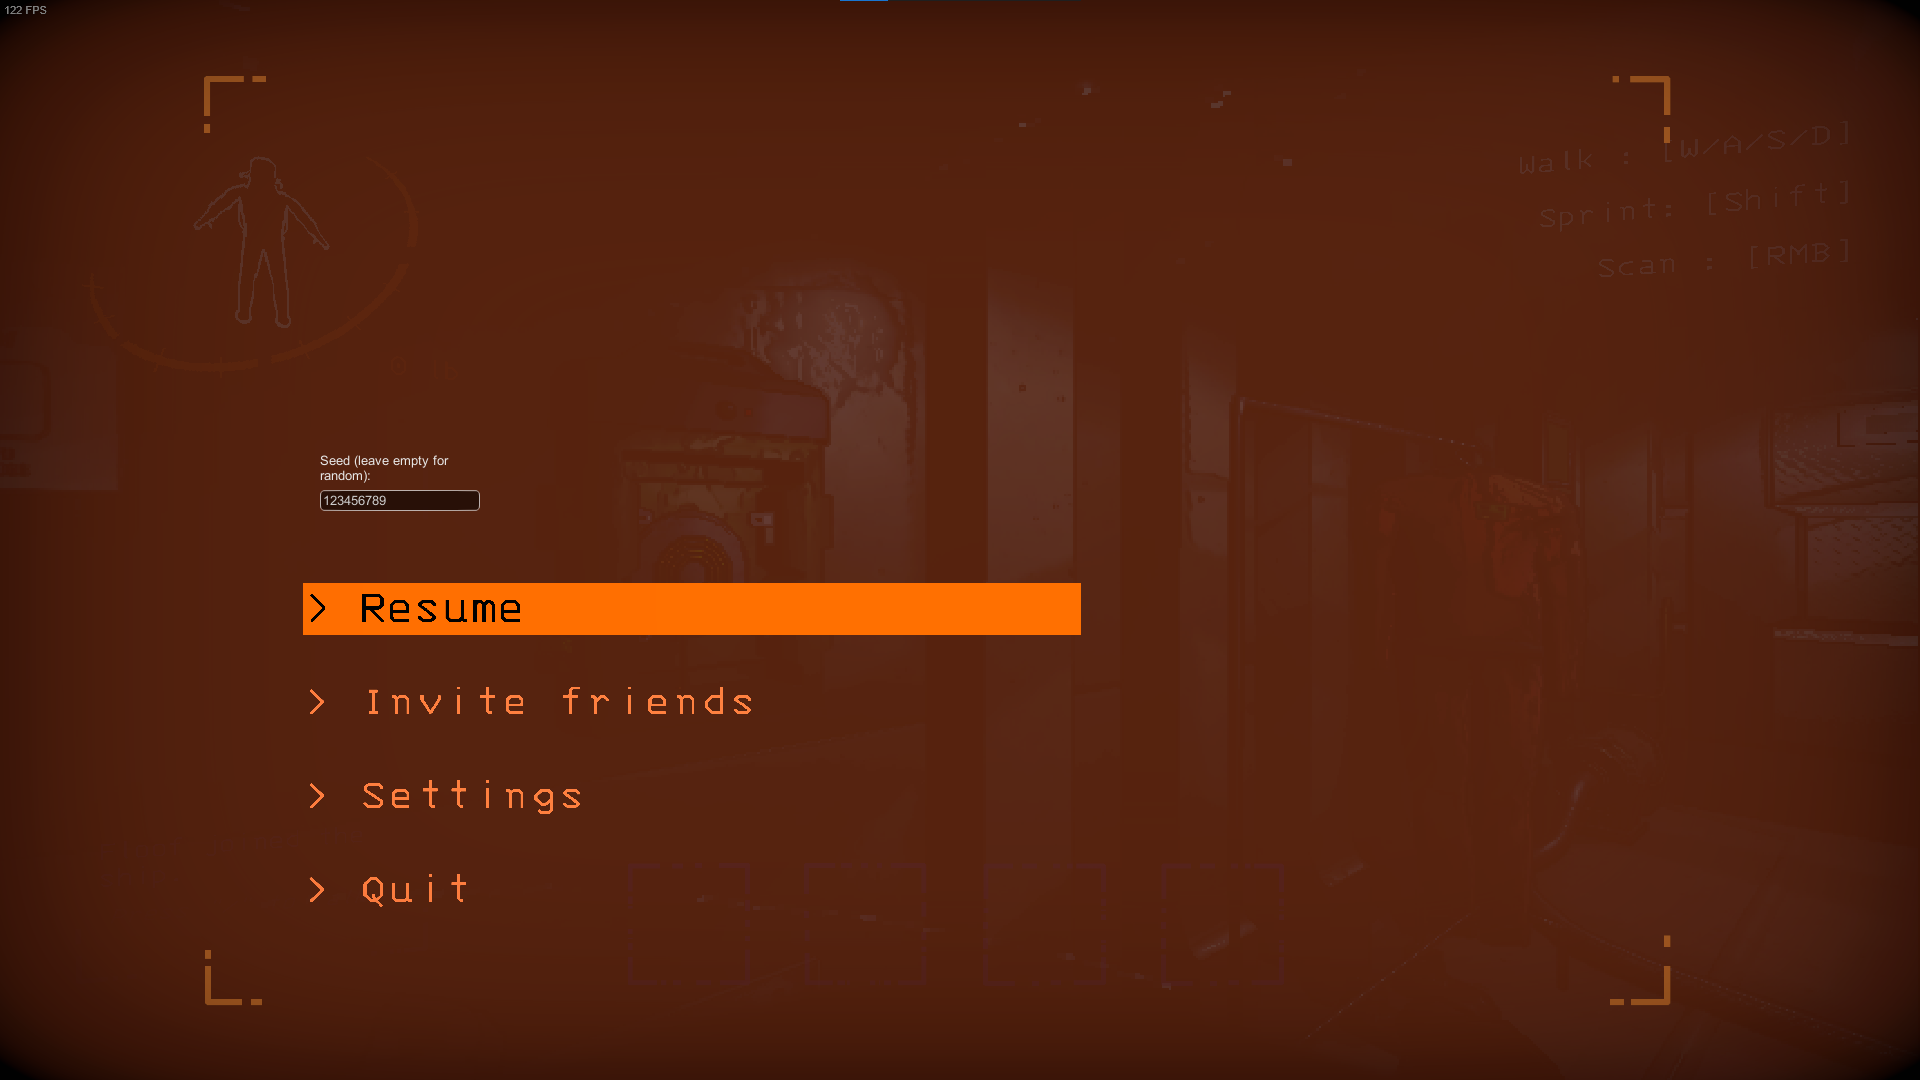 122 FPS
Walk : [W/A/S/D]
Sprint: [Shift]
Scan : [RMB]
Seed (leave empty for
random):
123456789
> Resume
> Invite friends
> Settings
> Quit